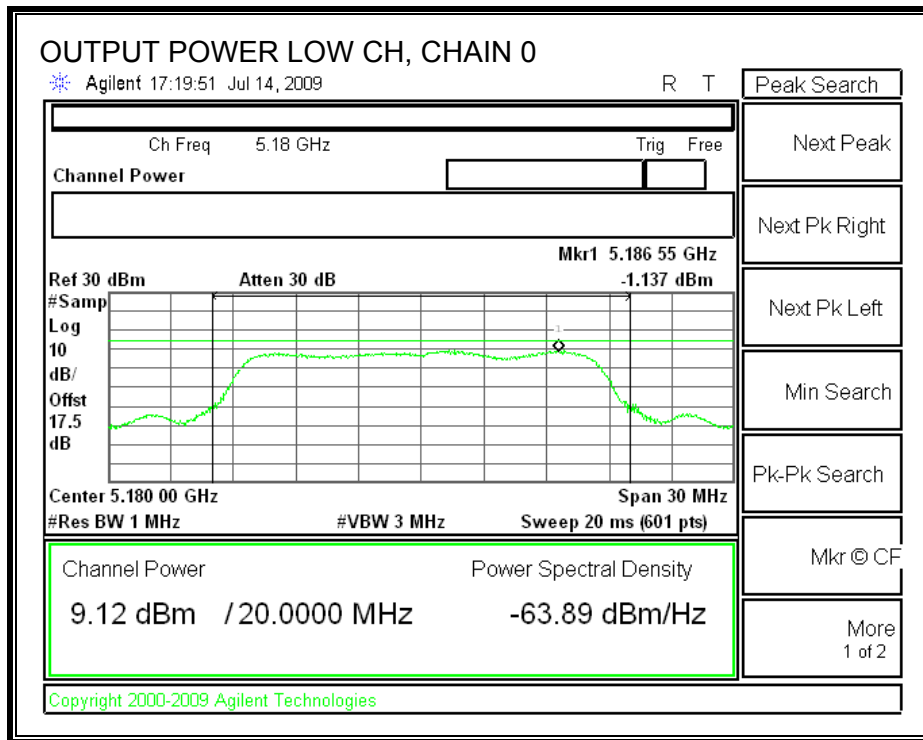 OUTPUT POWER LOW CH, CHAIN 0
Agilent 17:19:51 Jul 14, 2009 R T
Ch Freq 5.18 GHz Trig Free
Channel Power
Mkr1 5.186 55 GHz
Ref 30 dBm Atten 30 dB -1.137 dBm
#Samp
Log
10
dB/
Offst
17.5
dB
1
Center 5.180 00 GHz Span 30 MHz
#Res BW 1 MHz #VBW 3 MHz Sweep 20 ms (601 pts)
Channel Power Power Spectral Density
9.12 dBm / 20.0000 MHz -63.89 dBm/Hz
Copyright 2000-2009 Agilent Technologies
Peak Search
Next Peak
Next Pk Right
Next Pk Left
Min Search
Pk-Pk Search
Mkr © CF
More
1 of 2